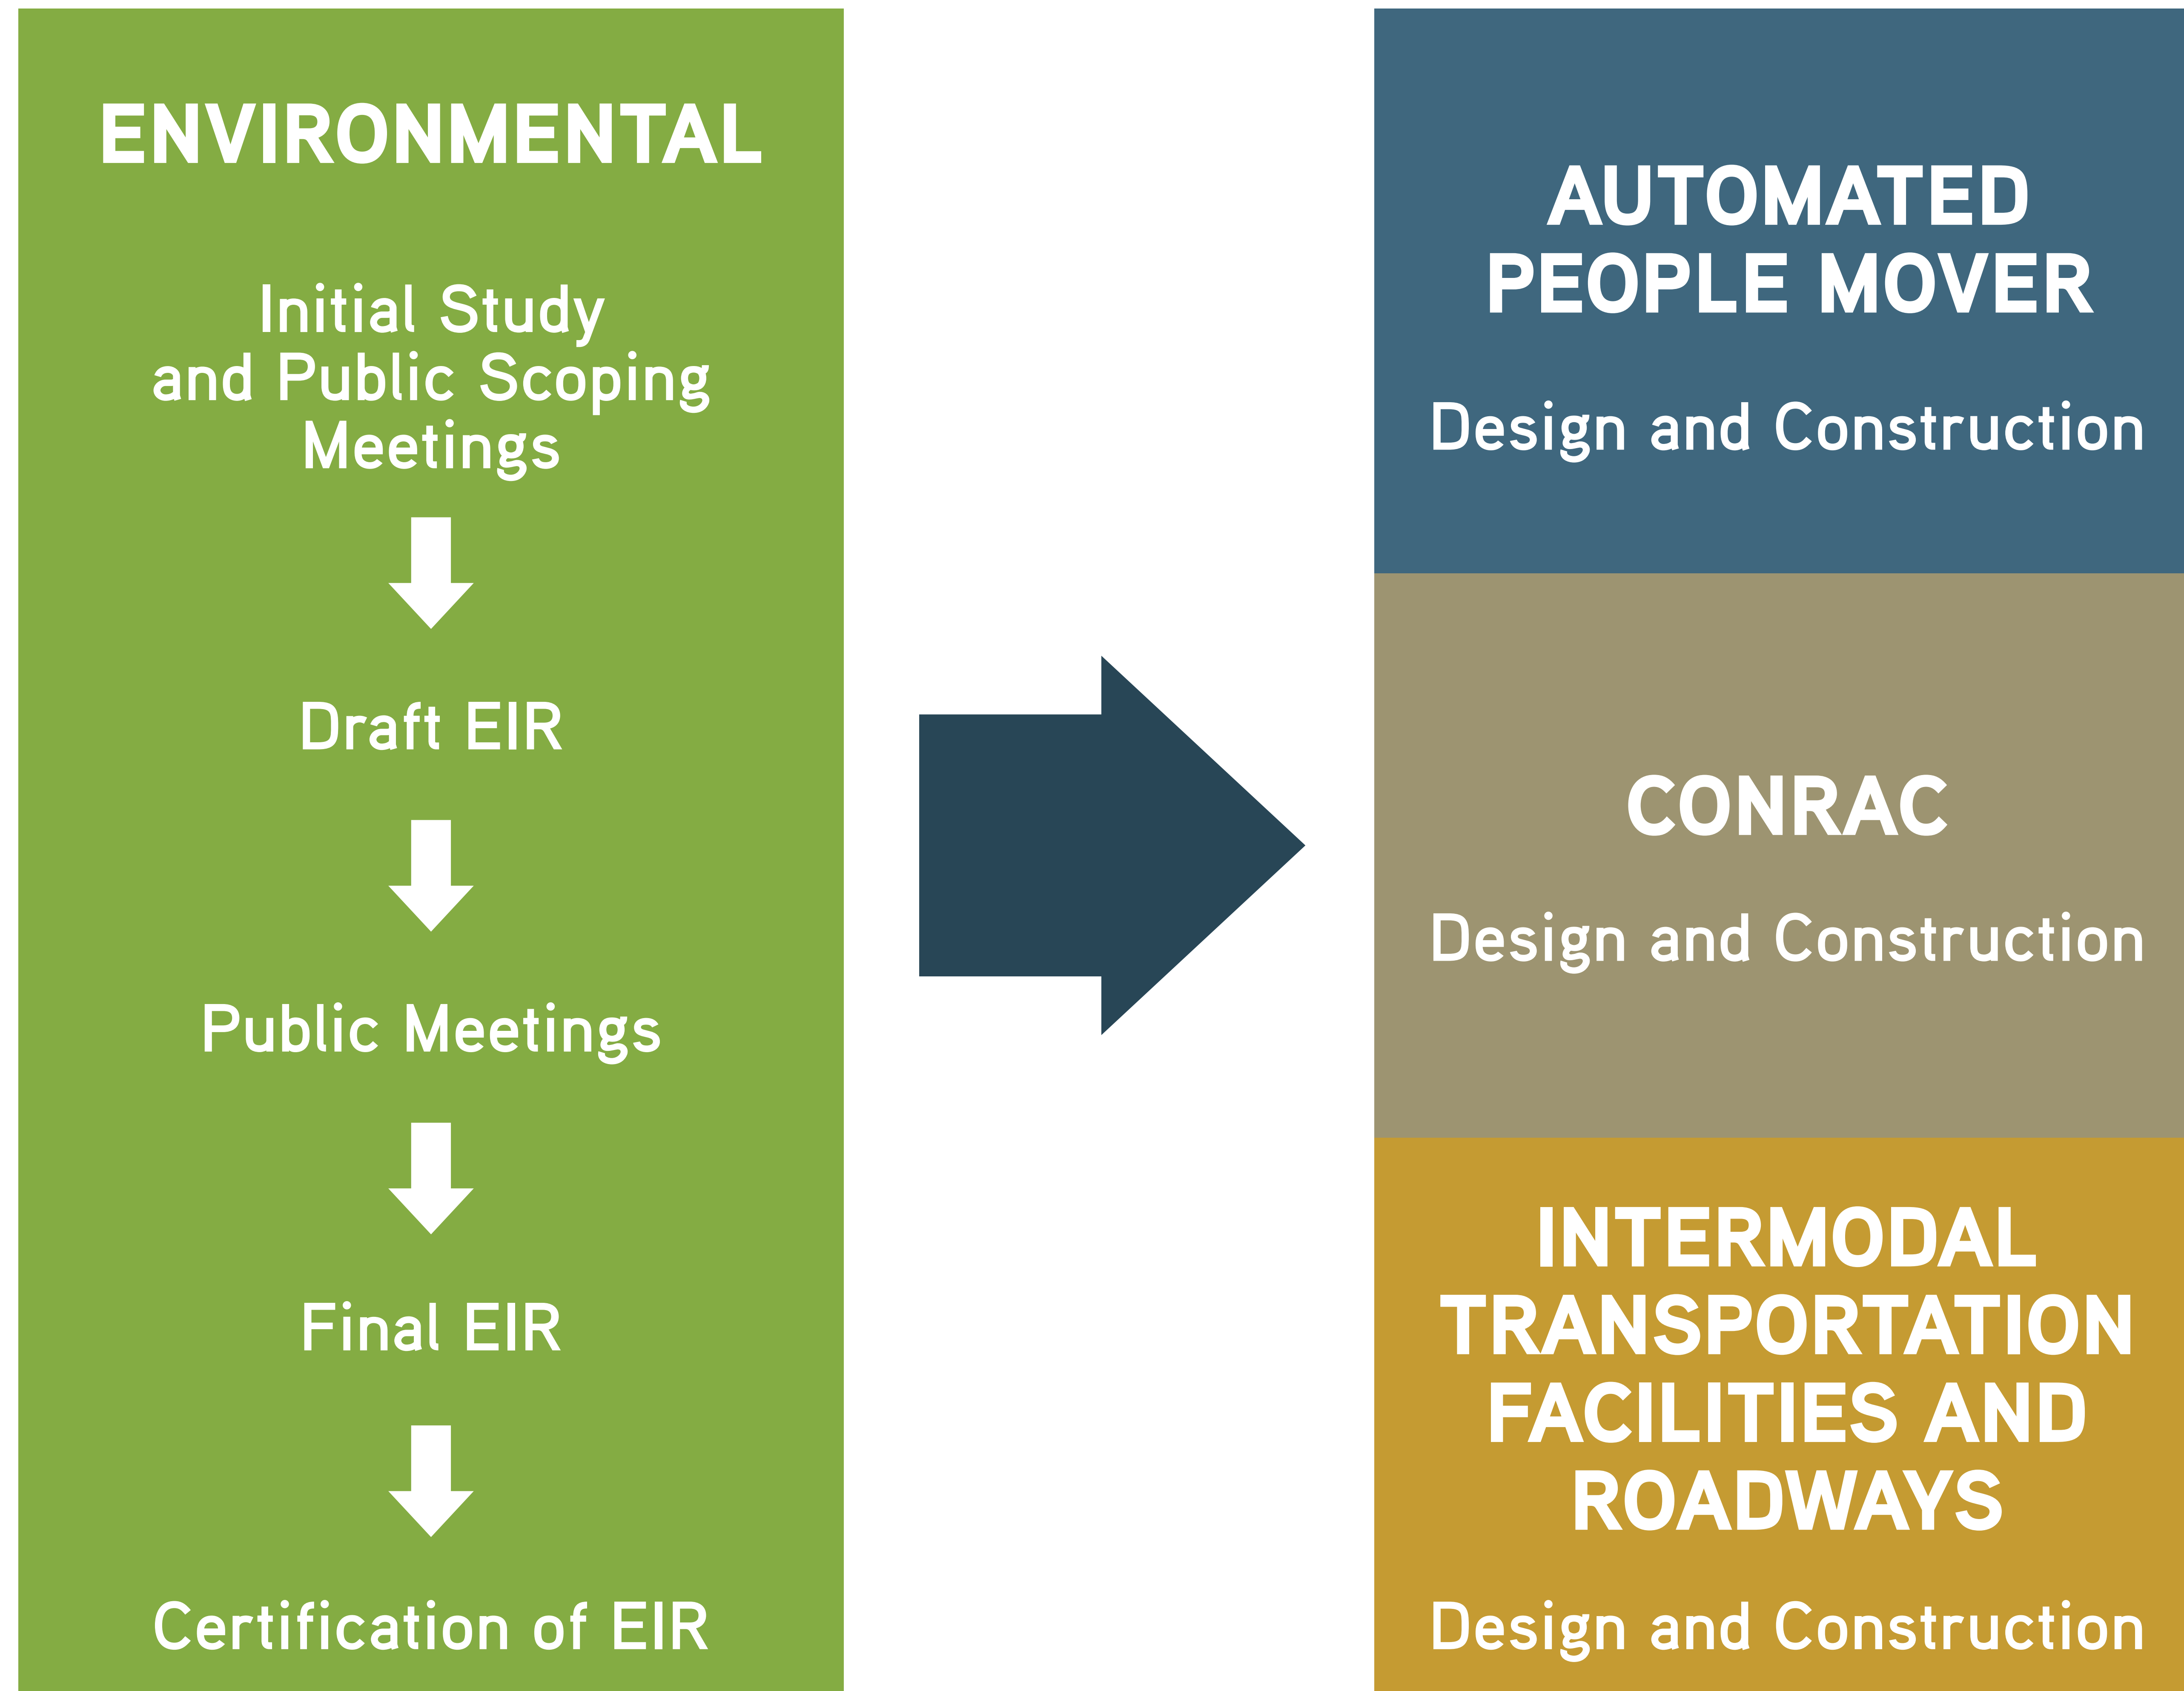 ENVIRONMENTAL
Initial Study
and Public Scoping
Meetings
Draft EIR
Public Meetings
Final EIR
Certification of EIR
AUTOMATED
PEOPLE MOVER
Design and Construction
CONRAC
Design and Construction
INTERMODAL
TRANSPORTATION
FACILITIES AND
ROADWAYS
Design and Construction